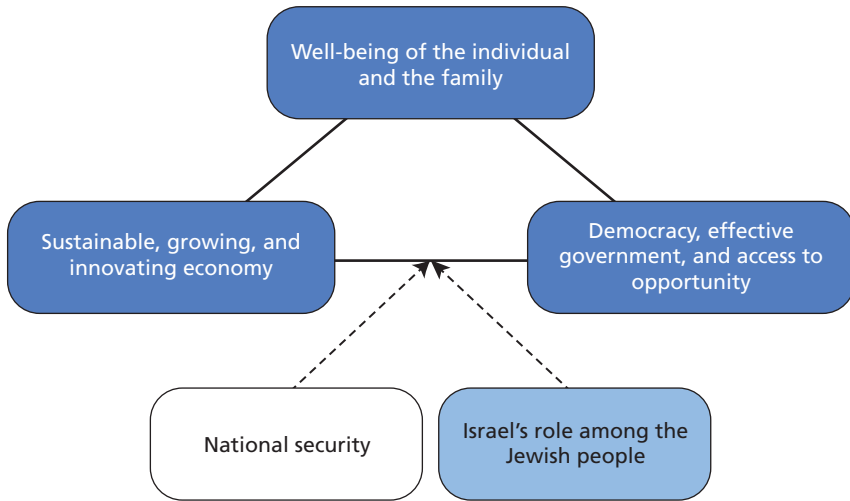 Well-being of the individual
and the family
Sustainable, growing, and
innovating economy
Democracy, effective
government, and access to
opportunity
National security
Israel’s role among the
Jewish people